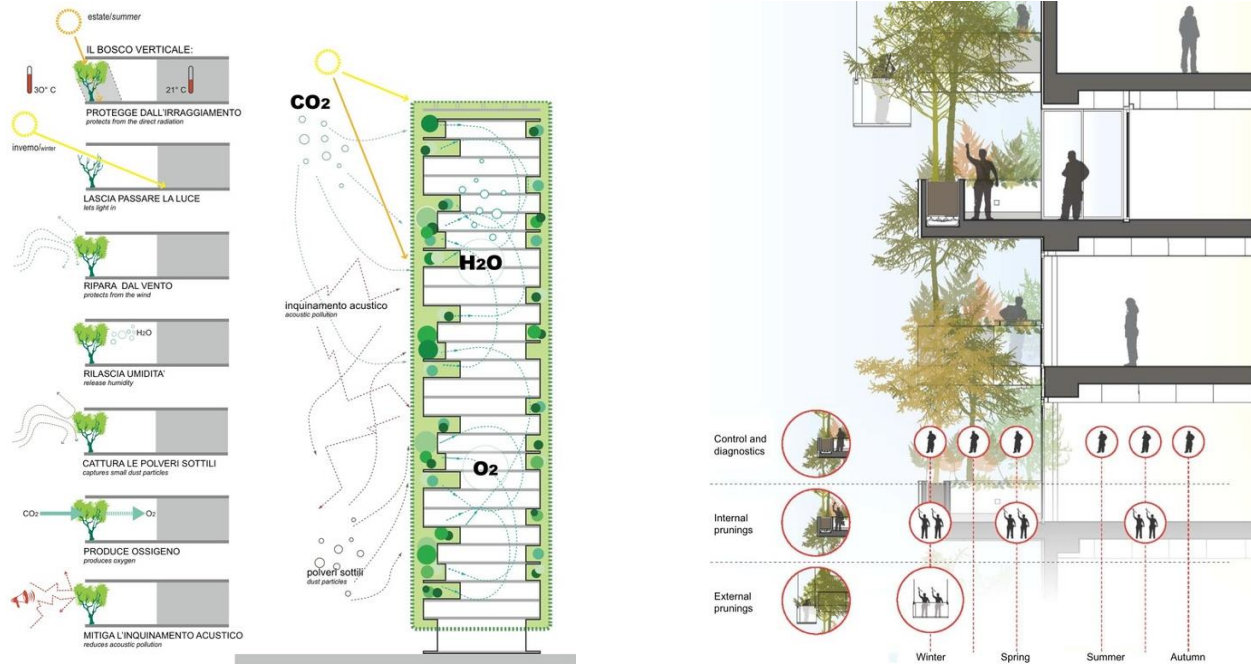 estate/summer
IL BOSCO VERTICALE:
30° C
21° C
PROTEGGE DALL'IRRAGGIAMENTO
protects from the direct radiation
inverno/winter
LASCIA PASSARE LA LUCE
lets light in
RIPARA DAL VENTO
protects from the wind
H2O
RILASCIA UMIDITA'
release humidity
CATTURA LE POLVERI SOTTILI
captures small dust particles
CO2
O2
PRODUCE OSSIGENO
produces oxygen
MITIGA L'INQUINAMENTO ACUSTICO
reduces acoustic pollution
CO2
H2O
inquinamento acustico
acoustic pollution
O2
polveri sottili
dust particles
Control and
diagnostics
Internal
prunings
External
prunings
Winter
Spring
Summer
Autumn